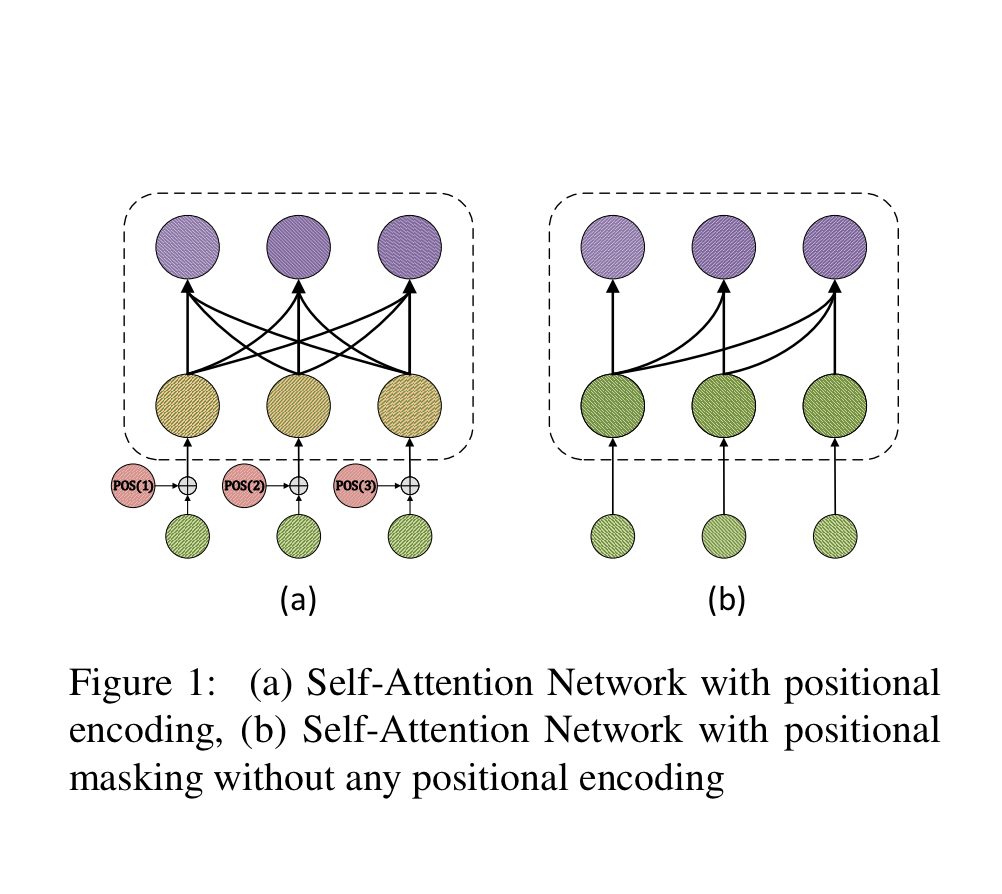 POS(1) POS(2) POS(3)
(a) (b)
Figure 1: (a) Self-Attention Network with positional
encoding, (b) Self-Attention Network with positional
masking without any positional encoding